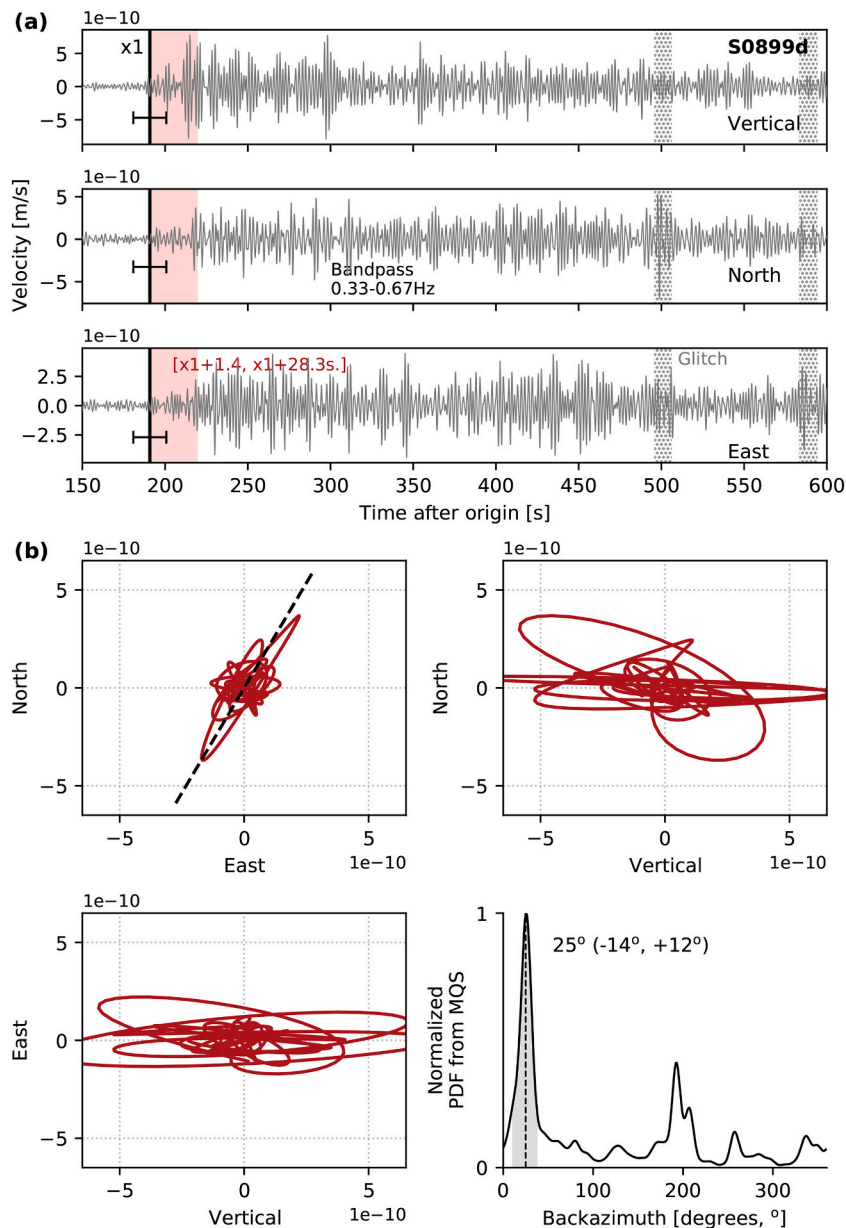 (a)
1e−10
x1
S0899d
5
0
−5
Vertical
1e−10
5
0
−5
Velocity [m/s]
Bandpass
0.33-0.67Hz
North
1e−10
[x1+1.4, x1+28.3s.]
Glitch
2.5
0.0
−2.5
East
150 200 250 300 350 400 450 500 550 600
Time after origin [s]
(b)
1e−10
5
0
−5
North
−5 0 5
East
1e−10
1e−10
5
0
−5
North
−5 0 5
Vertical
1e−10
1e−10
5
0
−5
East
−5 0 5
Vertical
1e−10
1
0
Normalized
PDF from MQS
25° (-14°, +12°)
0 100 200 300
Backazimuth [degrees, °]